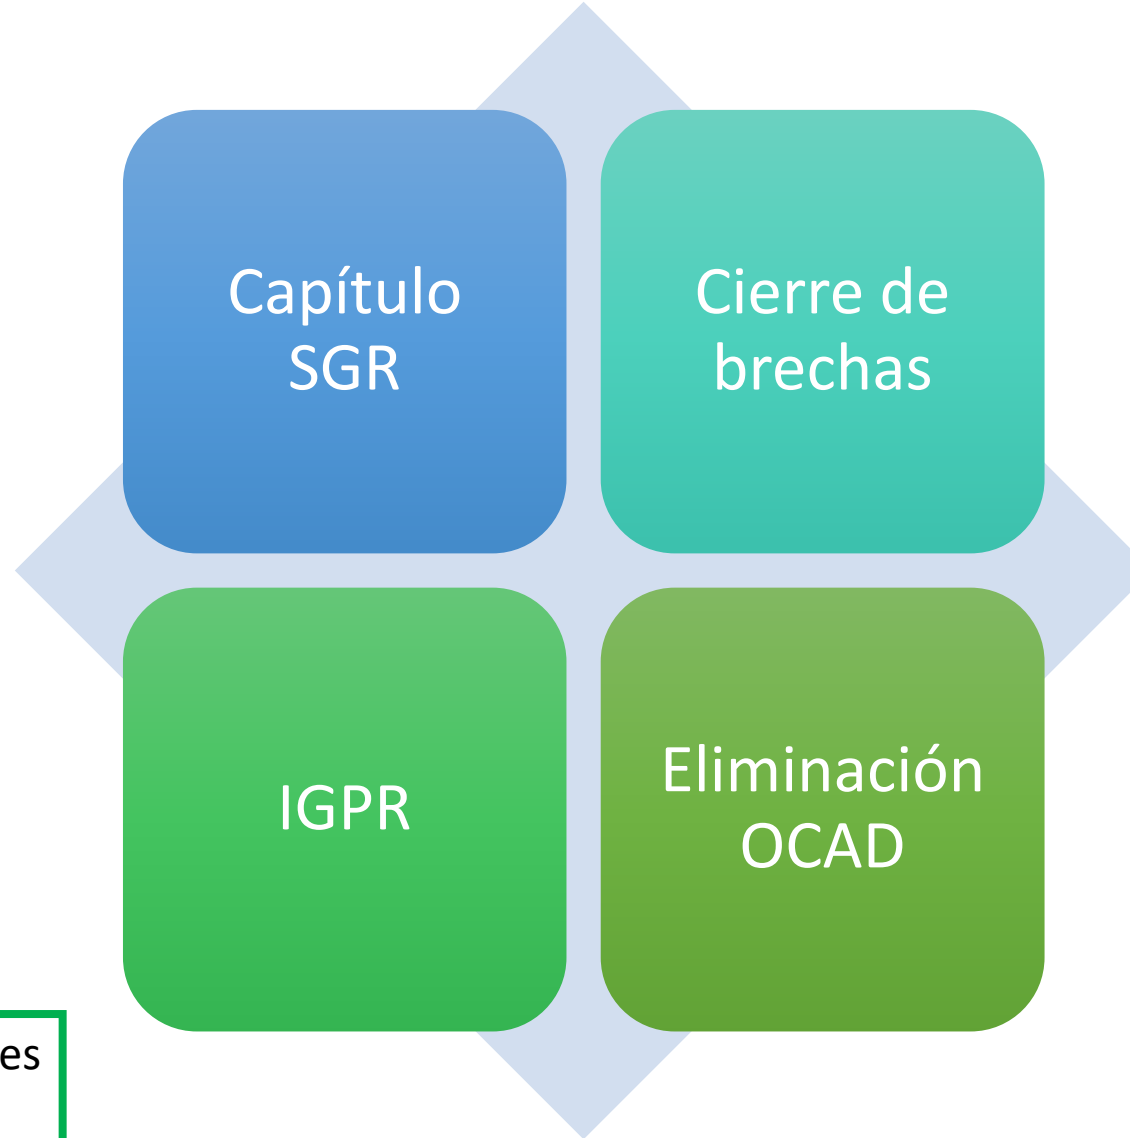 Capítulo
SGR
Cierre de
brechas
IGPR
Eliminación
OCAD
es